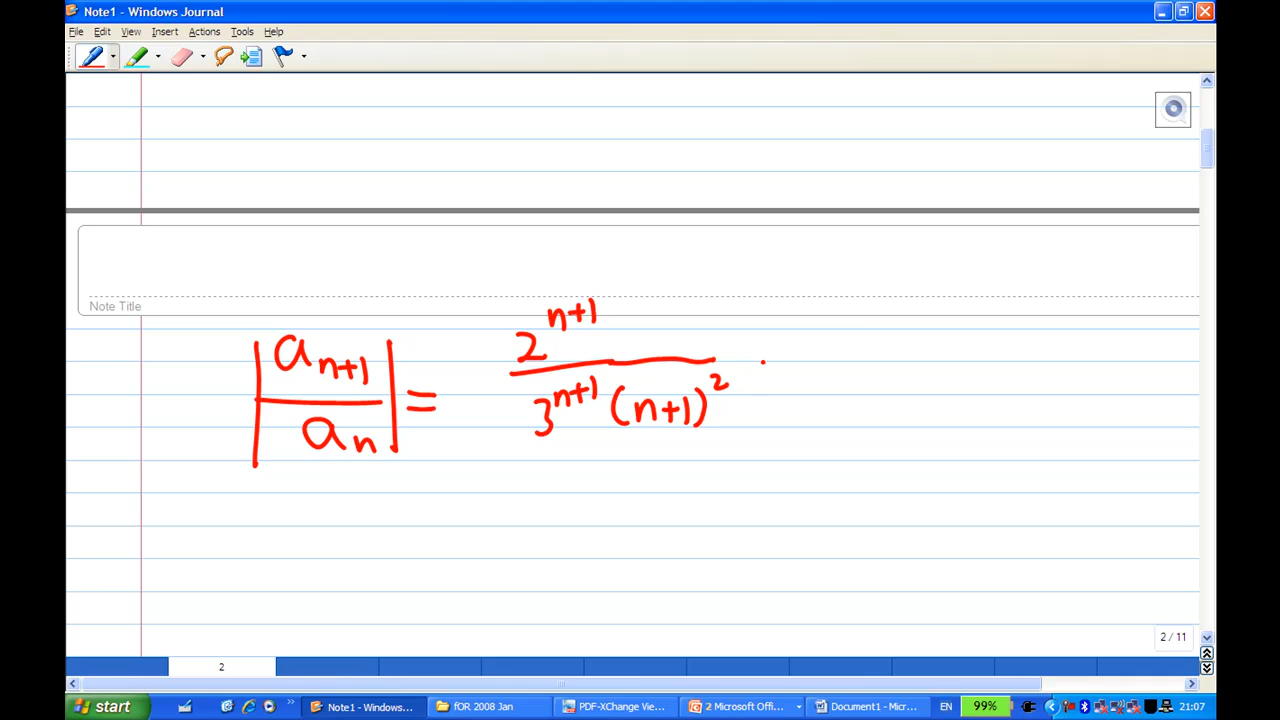 Note1 - Windows Journal
File Edit View Insert Actions Tools Help
Note Title
|a_{n+1} / a_n| = 2^{n+1} / 3^{n+1} (n+1)^2 ·
2 / 11
2
start Note1 - Windows... fOR 2008 Jan PDF-XChange Vie... 2 Microsoft Offi... Document1 - Micr... EN 99% 21:07